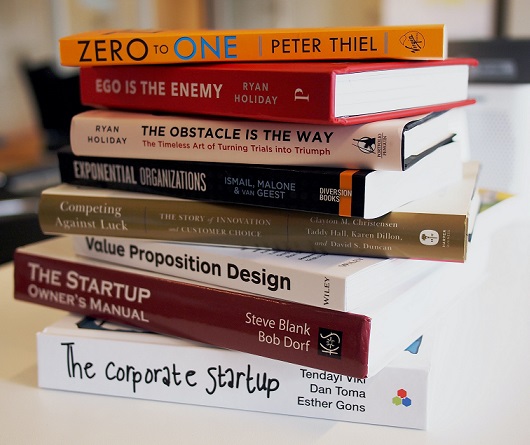 ZERO TO ONE | PETER THIEL |
EGO IS THE ENEMY RYAN HOLIDAY P
RYAN HOLIDAY THE OBSTACLE IS THE WAY
The Timeless Art of Turning Trials into Triumph
PORTFOLIO PENGUIN
EXPONENTIAL ORGANIZATIONS ISMAIL, MALONE & VAN GEEST DIVERSION BOOKS
Competing Against Luck
THE STORY OF INNOVATION AND CUSTOMER CHOICE
Clayton M. Christensen
Taddy Hall, Karen Dillon,
and David S. Duncan
HARPER
Value Proposition Design WILEY
THE STARTUP
OWNER'S MANUAL
Steve Blank
Bob Dorf
K&S
The corporate startup
Tendayi Viki
Dan Toma
Esther Gons